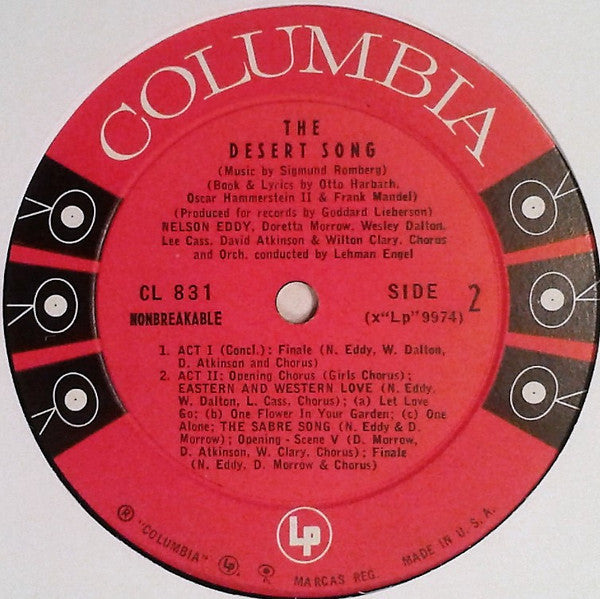 COLUMBIA
THE
DESERT SONG
(Music by Sigmund Romberg)
(Book & Lyrics by Otto Harbach,
Oscar Hammerstein II & Frank Mandel)
(Produced for records by Goddard Lieberson)
NELSON EDDY, Doretta Morrow, Wesley Dalton,
Lee Cass, David Atkinson & Wilton Clary, Chorus
and Orch. conducted by Lehman Engel
CL 831
NONBREAKABLE
SIDE 2
(x"Lp"9974)
1. ACT I (Concl.): Finale (N. Eddy, W. Dalton,
D. Atkinson and Chorus)
2. ACT II: Opening Chorus (Girls Chorus);
EASTERN AND WESTERN LOVE (N. Eddy,
W. Dalton, L. Cass, Chorus); (a) Let Love
Go; (b) One Flower In Your Garden; (c) One
Alone; THE SABRE SONG (N. Eddy & D.
Morrow); Opening - Scene V (D. Morrow,
D. Atkinson, W. Clary, Chorus); Finale
(N. Eddy, D. Morrow & Chorus)
Lp
® "COLUMBIA" Lp MARCAS REG. MADE IN U. S. A.